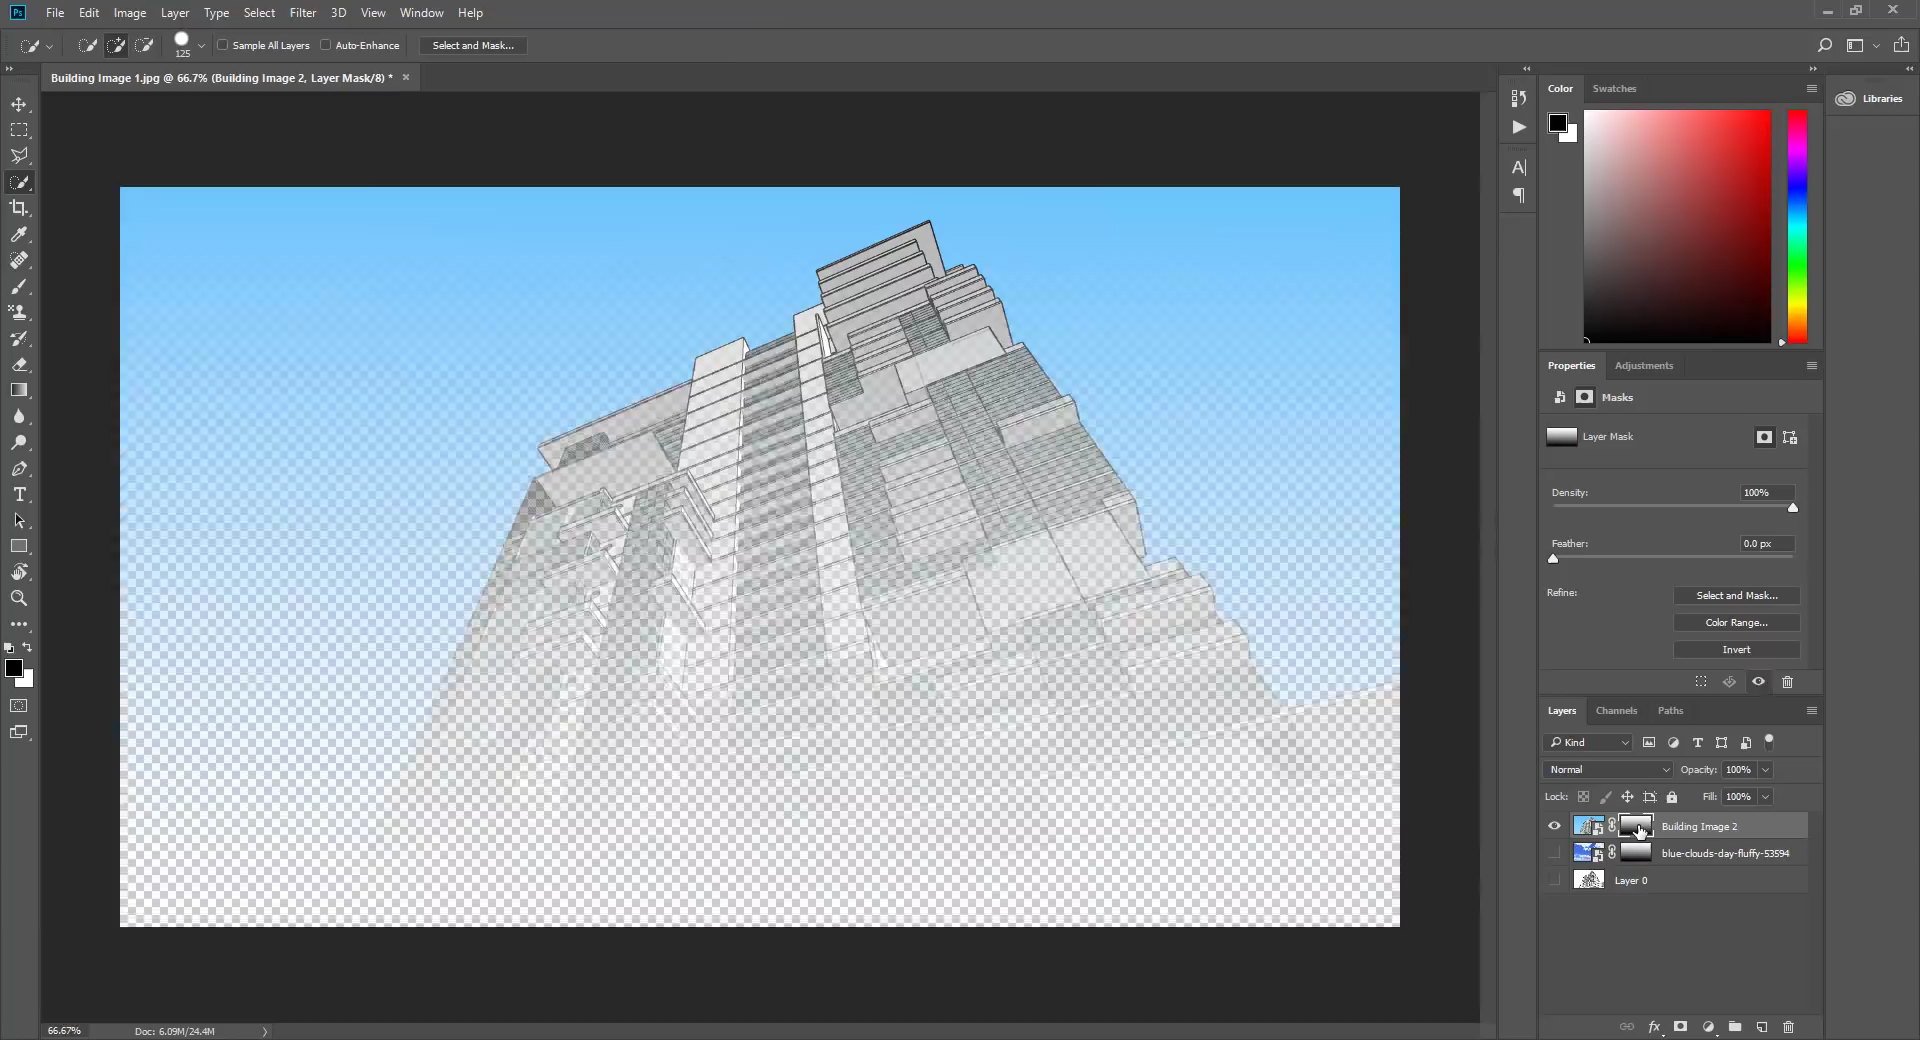 Ps File Edit Image Layer Type Select Filter 3D View Window Help
125 Sample All Layers Auto-Enhance Select and Mask...
Building Image 1.jpg @ 66.7% (Building Image 2, Layer Mask/8) *
Color Swatches
Libraries
Properties Adjustments
Masks
Layer Mask
Density: 100%
Feather: 0.0 px
Refine: Select and Mask...
Color Range...
Invert
Layers Channels Paths
Kind
Normal Opacity: 100%
Lock: Fill: 100%
Building Image 2
blue-clouds-day-fluffy-53594
Layer 0
66.67% Doc: 6.09M/24.4M